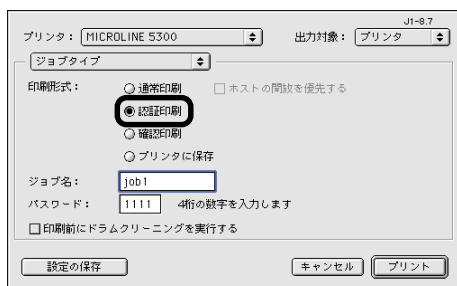 J1-8.7
プリンタ： MICROLINE 5300 出力対象： プリンタ
ジョブタイプ
印刷形式： 通常印刷 ホストの開放を優先する
認証印刷
確認印刷
プリンタに保存
ジョブ名： job1
パスワード： 1111 4桁の数字を入力します
印刷前にドラムクリーニングを実行する
設定の保存 キャンセル プリント